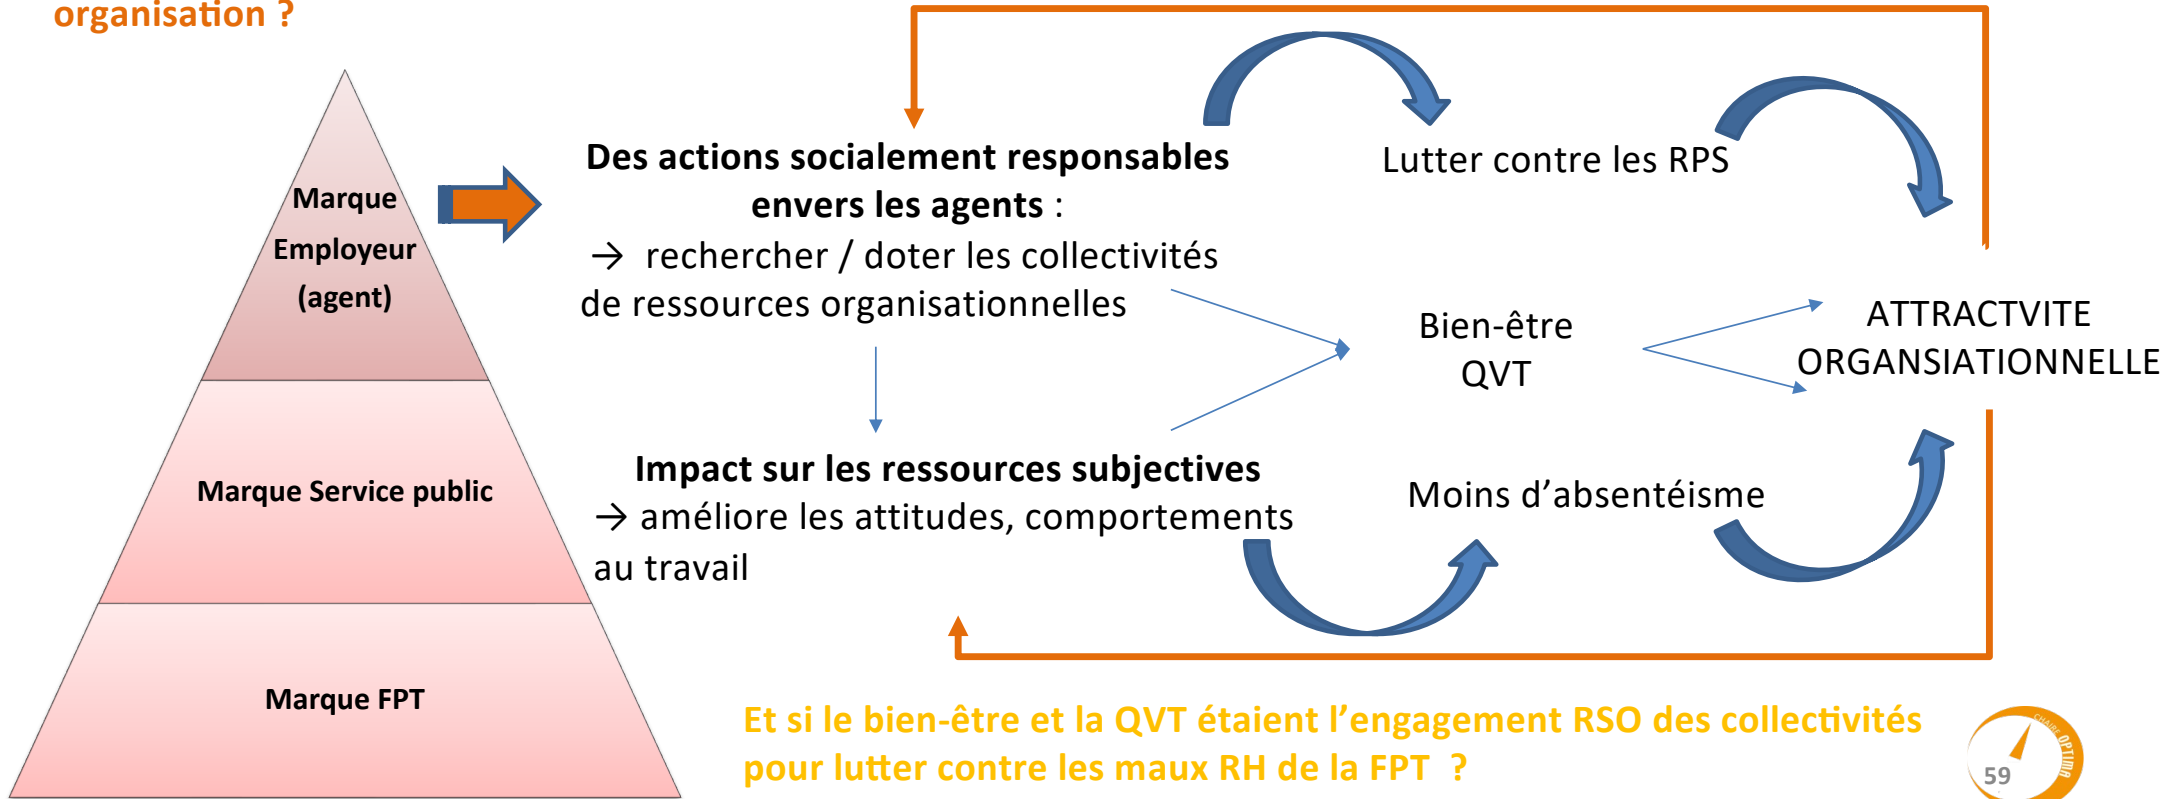 organisation ?
Marque
Employeur
(agent)
Marque Service public
Marque FPT
Des actions socialement responsables
envers les agents :
→ rechercher / doter les collectivités
de ressources organisationnelles
Impact sur les ressources subjectives
→ améliore les attitudes, comportements
au travail
Lutter contre les RPS
Bien-être
QVT
Moins d’absentéisme
ATTRACTVITE
ORGANSIATIONNELLE
Et si le bien-être et la QVT étaient l’engagement RSO des collectivités
pour lutter contre les maux RH de la FPT ?
CHAIRE OPTIMA
59